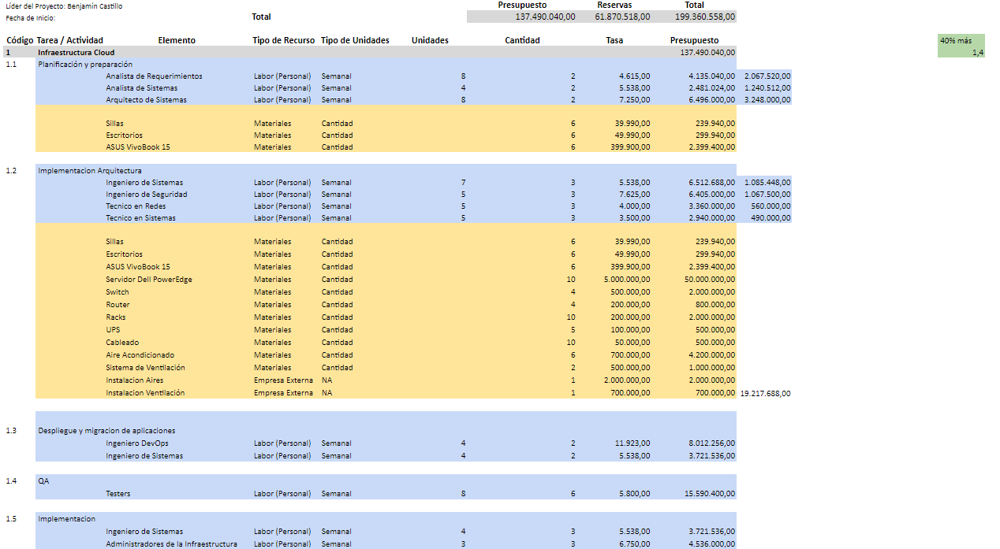 Líder del Proyecto: Benjamín Castillo Presupuesto Reservas Total
Fecha de Inicio: Total 137.490.040,00 61.870.518,00 199.360.558,00
Código Tarea / Actividad Elemento Tipo de Recurso Tipo de Unidades Unidades Cantidad Tasa Presupuesto 40% más
1 Infraestructura Cloud 137.490.040,00 1,4
1.1 Planificación y preparación
Analista de Requerimientos Labor (Personal) Semanal 8 2 4.615,00 4.135.040,00 2.067.520,00
Analista de Sistemas Labor (Personal) Semanal 4 2 5.538,00 2.481.024,00 1.240.512,00
Arquitecto de Sistemas Labor (Personal) Semanal 8 2 7.250,00 6.496.000,00 3.248.000,00
Sillas Materiales Cantidad 6 39.990,00 239.940,00
Escritorios Materiales Cantidad 6 49.990,00 299.940,00
ASUS VivoBook 15 Materiales Cantidad 6 399.900,00 2.399.400,00
1.2 Implementacion Arquitectura
Ingeniero de Sistemas Labor (Personal) Semanal 7 3 5.538,00 6.512.688,00 1.085.448,00
Ingeniero de Seguridad Labor (Personal) Semanal 5 3 7.625,00 6.405.000,00 1.067.500,00
Tecnico en Redes Labor (Personal) Semanal 5 3 4.000,00 3.360.000,00 560.000,00
Tecnico en Sistemas Labor (Personal) Semanal 5 3 3.500,00 2.940.000,00 490.000,00
Sillas Materiales Cantidad 6 39.990,00 239.940,00
Escritorios Materiales Cantidad 6 49.990,00 299.940,00
ASUS VivoBook 15 Materiales Cantidad 6 399.900,00 2.399.400,00
Servidor Dell PowerEdge Materiales Cantidad 10 5.000.000,00 50.000.000,00
Switch Materiales Cantidad 4 500.000,00 2.000.000,00
Router Materiales Cantidad 4 200.000,00 800.000,00
Racks Materiales Cantidad 10 200.000,00 2.000.000,00
UPS Materiales Cantidad 5 100.000,00 500.000,00
Cableado Materiales Cantidad 10 50.000,00 500.000,00
Aire Acondicionado Materiales Cantidad 6 700.000,00 4.200.000,00
Sistema de Ventilación Materiales Cantidad 2 500.000,00 1.000.000,00
Instalacion Aires Empresa Externa NA 1 2.000.000,00 2.000.000,00
Instalacion Ventilación Empresa Externa NA 1 700.000,00 700.000,00 19.217.688,00
1.3 Despliegue y migracion de aplicaciones
Ingeniero DevOps Labor (Personal) Semanal 4 2 11.923,00 8.012.256,00
Ingeniero de Sistemas Labor (Personal) Semanal 4 2 5.538,00 3.721.536,00
1.4 QA
Testers Labor (Personal) Semanal 8 6 5.800,00 15.590.400,00
1.5 Implementacion
Ingeniero de Sistemas Labor (Personal) Semanal 4 3 5.538,00 3.721.536,00
Administradores de la Infraestructura Labor (Personal) Semanal 3 3 6.750,00 4.536.000,00